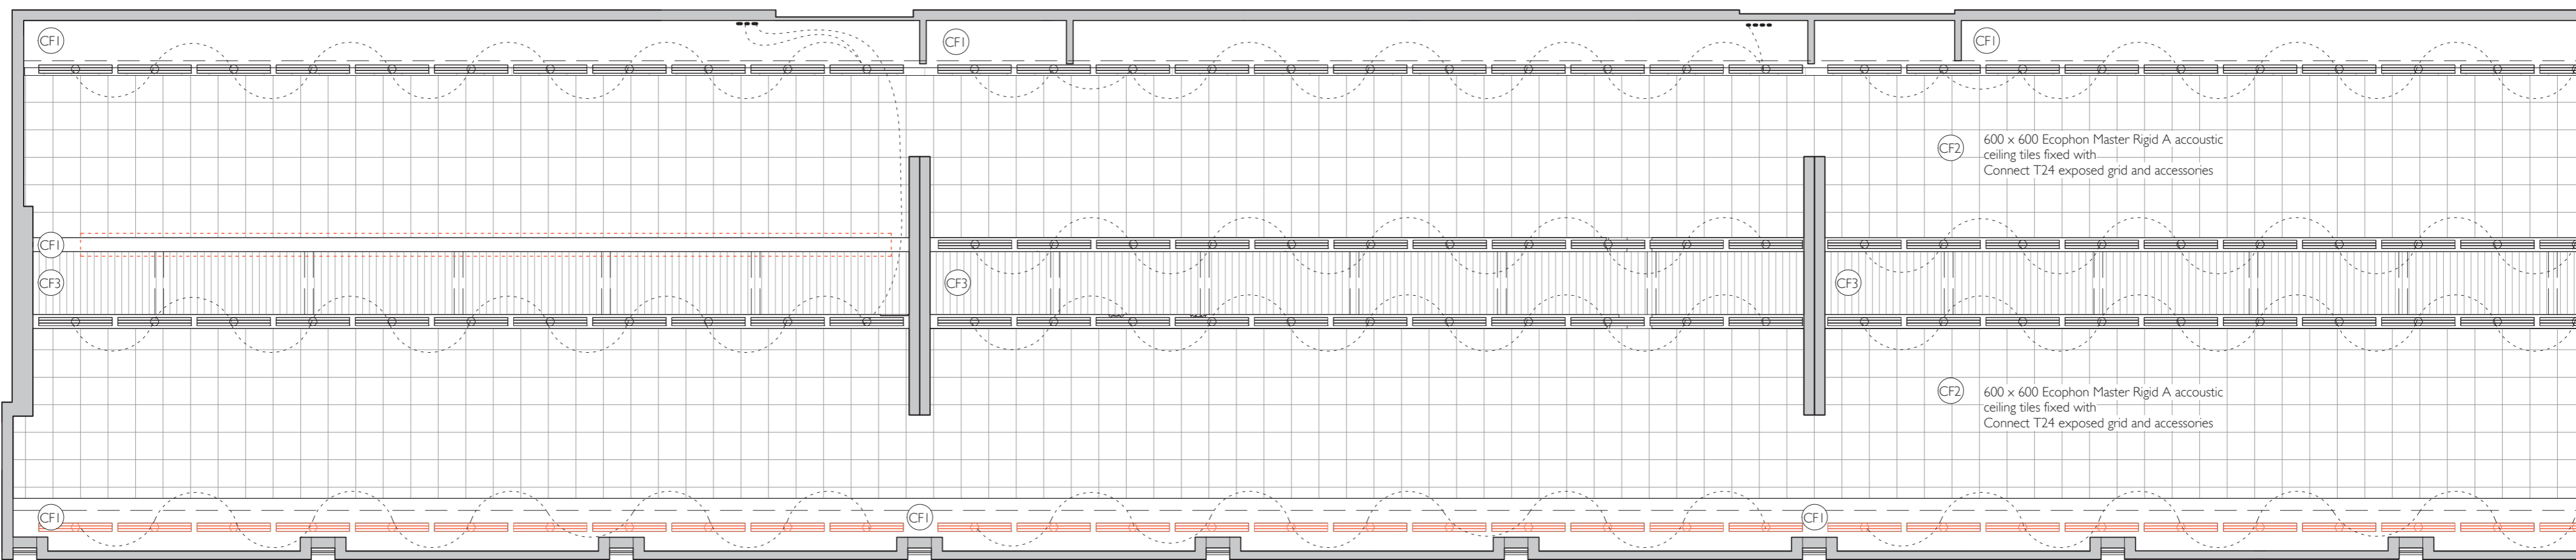 CF1
CF1
CF1
CF2
600 x 600 Ecophon Master Rigid A accoustic
ceiling tiles fixed with
Connect T24 exposed grid and accessories
CF1
CF3
CF3
CF3
CF2
600 x 600 Ecophon Master Rigid A accoustic
ceiling tiles fixed with
Connect T24 exposed grid and accessories
CF1
CF1
CF1